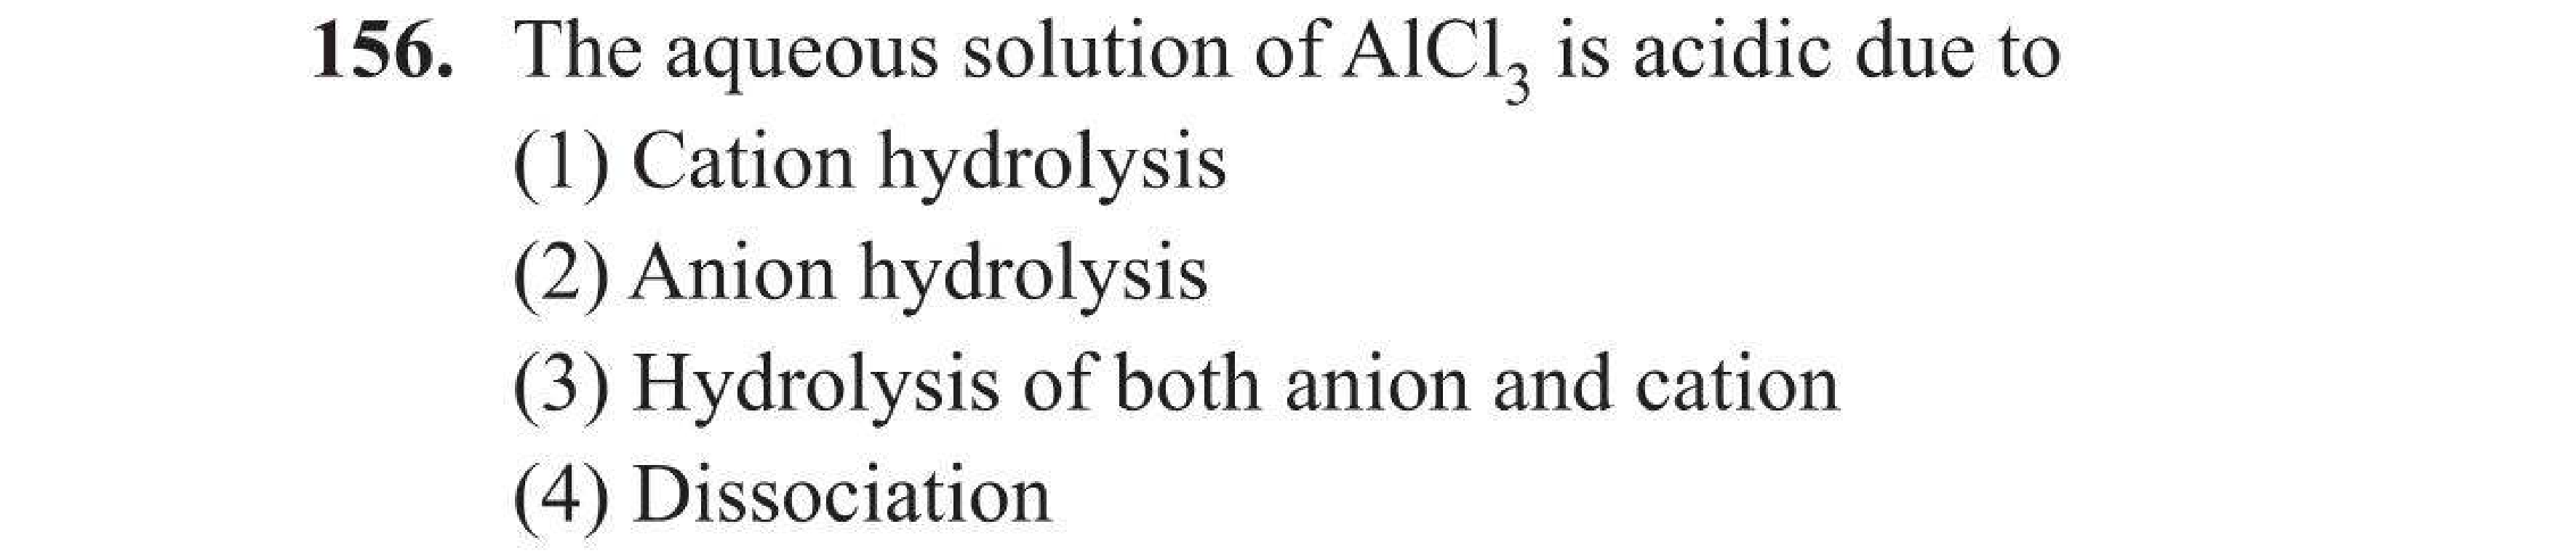 156. The aqueous solution of AlCl₃ is acidic due to
(1) Cation hydrolysis
(2) Anion hydrolysis
(3) Hydrolysis of both anion and cation
(4) Dissociation